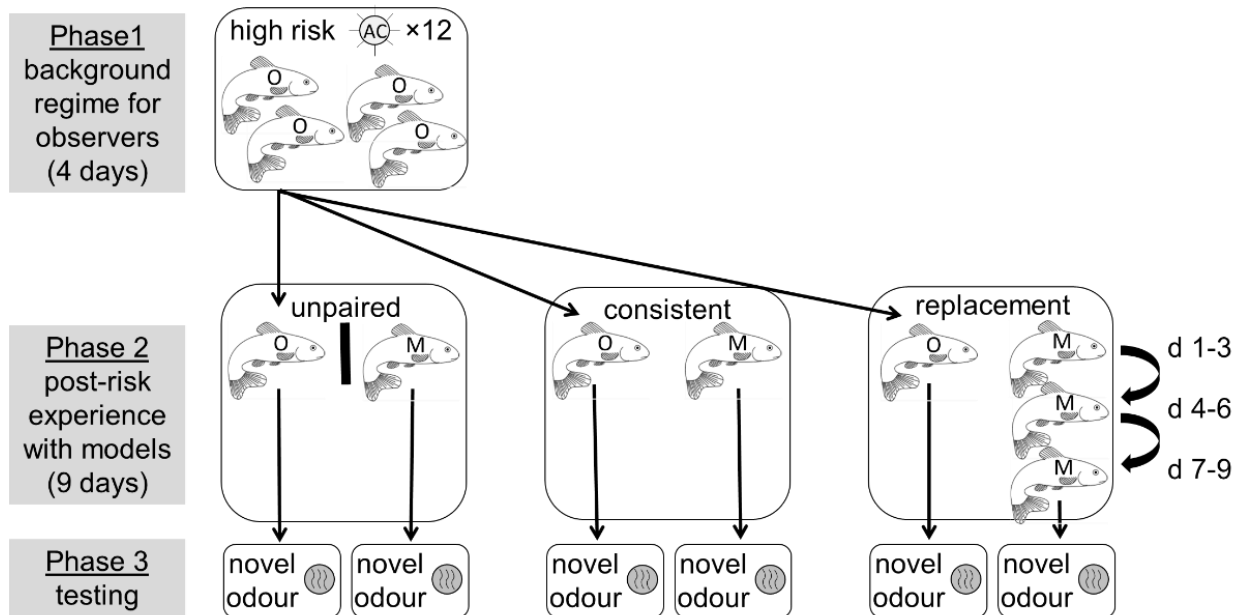 Phase1
background
regime for
observers
(4 days)
high risk AC ×12
O
O
O
O
Phase 2
post-risk
experience
with models
(9 days)
unpaired
O M
consistent
O M
replacement
O M
M
M
d 1-3
d 4-6
d 7-9
Phase 3
testing
novel
odour
novel
odour
novel
odour
novel
odour
novel
odour
novel
odour